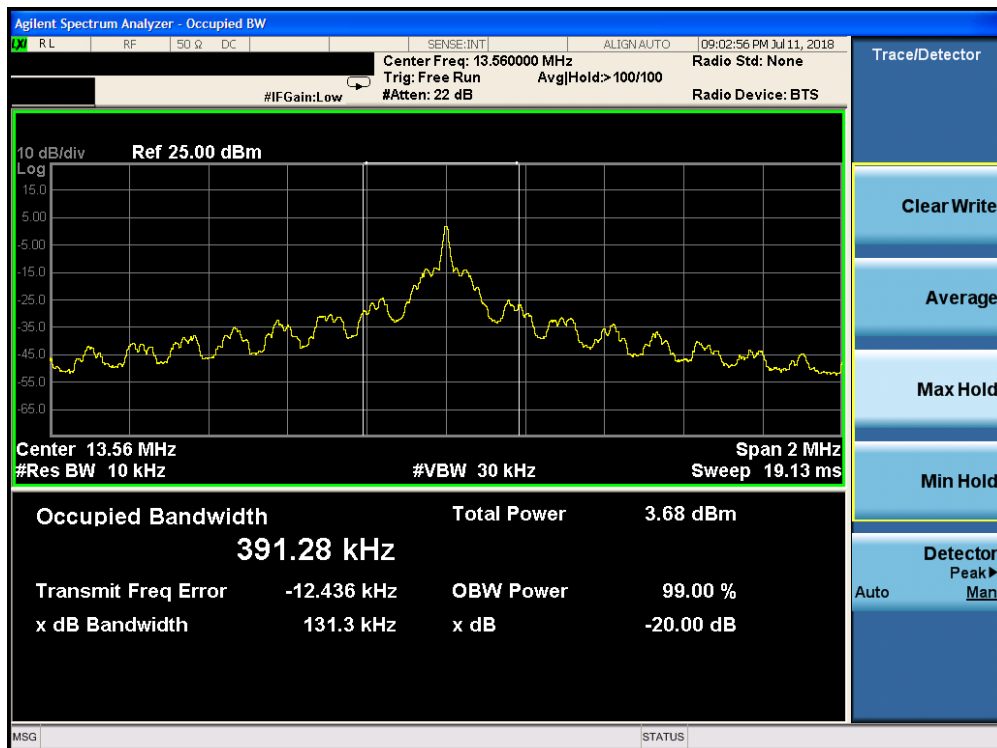 Agilent Spectrum Analyzer - Occupied BW
LXI RL RF 50 Ω DC SENSE:INT ALIGN AUTO 09:02:56 PM Jul 11, 2018
Center Freq: 13.560000 MHz Radio Std: None
Trig: Free Run Avg|Hold:>100/100
#IFGain:Low #Atten: 22 dB Radio Device: BTS
Trace/Detector
10 dB/div Ref 25.00 dBm
Log
15.0
5.00
-5.00
-15.0
-25.0
-35.0
-45.0
-55.0
-65.0
Center 13.56 MHz Span 2 MHz
#Res BW 10 kHz #VBW 30 kHz Sweep 19.13 ms
Occupied Bandwidth Total Power 3.68 dBm
391.28 kHz
Transmit Freq Error -12.436 kHz OBW Power 99.00 %
x dB Bandwidth 131.3 kHz x dB -20.00 dB
Clear Write
Average
Max Hold
Min Hold
Detector
Peak▶
Auto Man
MSG STATUS